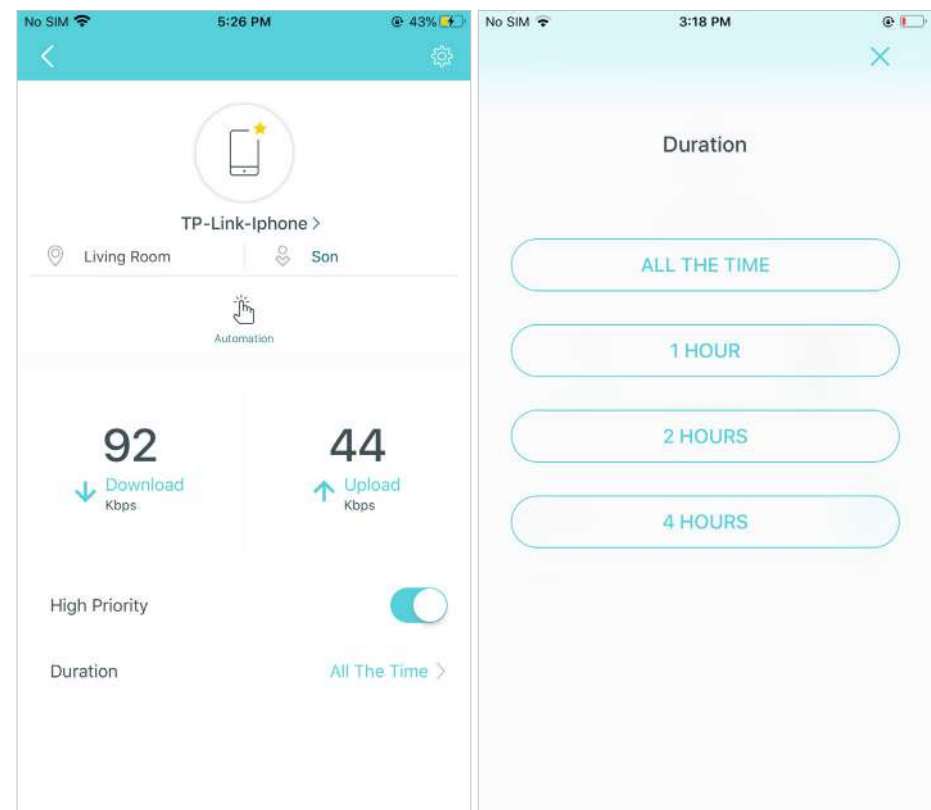 No SIM 5:26 PM 43%
TP-Link-Iphone >
Living Room Son
Automation
92 44
Download Upload
Kbps Kbps
High Priority
Duration All The Time >
No SIM 3:18 PM
Duration
ALL THE TIME
1 HOUR
2 HOURS
4 HOURS